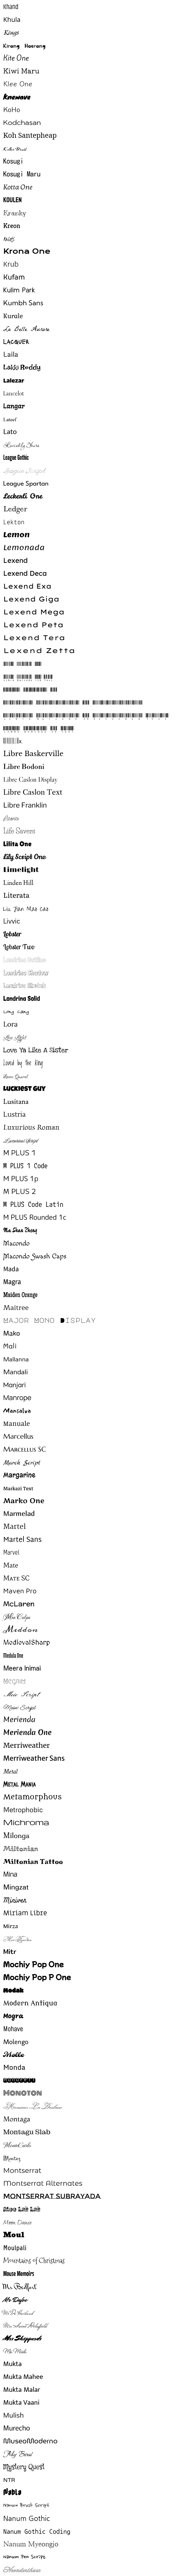 Khand
Khula
Kings
Kirang Haerang
Kite One
Kiwi Maru
Klee One
Knewave
KoHo
Kodchasan
Koh Santepheap
Kosugi
Kosugi Maru
Kotta One
KOULEN
Kranky
Kreon
Kristi
Krona One
Krub
Kufam
Kulim Park
Kumbh Sans
Kurale
La Belle Aurore
LACQUER
Laila
Lakki Reddy
Lalezar
Lancelot
Langar
Lateef
Lato
League Gothic
League Script
League Spartan
Leckerli One
Ledger
Lekton
Lemon
Lemonada
Lexend
Lexend Deca
Lexend Exa
Lexend Giga
Lexend Mega
Lexend Peta
Lexend Tera
Lexend Zetta
Libre Baskerville
Libre Bodoni
Libre Caslon Display
Libre Caslon Text
Libre Franklin
Life Savers
Lilita One
Lily Script One
Limelight
Linden Hill
Literata
Liu Jian Mao Cao
Livvic
Lobster
Lobster Two
Londrina Outline
Londrina Shadow
Londrina Sketch
Londrina Solid
Long Cang
Lora
Love Light
Love Ya Like A Sister
Loved by the King
LUCKIEST GUY
Lusitana
Lustria
Luxurious Roman
Luxurious Script
M PLUS 1
M PLUS 1 Code
M PLUS 1p
M PLUS 2
M PLUS Code Latin
M PLUS Rounded 1c
Ma Shan Zheng
Macondo
Macondo Swash Caps
Mada
Magra
Maiden Orange
Maitree
MAJOR MONO DISPLAY
Mako
Mali
Mallanna
Mandali
Manjari
Manrope
Mansalva
Manuale
Marcellus
Marcellus SC
Marck Script
Margarine
Markazi Text
Marko One
Marmelad
Martel
Martel Sans
Marvel
Mate
Mate SC
Maven Pro
McLaren
Mea Culpa
Meddon
MedievalSharp
Medula One
Meera Inimai
Megrim
Meie Script
Meow Script
Merienda
Merienda One
Merriweather
Merriweather Sans
Metal
Metal Mania
Metamorphous
Metrophobic
Michroma
Milonga
Miltonian
Miltonian Tattoo
Mina
Mingzat
Miniver
Miriam Libre
Mirza
Miss Fajardose
Mitr
Mochiy Pop One
Mochiy Pop P One
Modak
Modern Antiqua
Mogra
Mohave
Molengo
Molle
Monda
Monofett
MONOTON
Monsieur La Doulaise
Montaga
Montagu Slab
MonteCarlo
Montez
Montserrat
Montserrat Alternates
MONTSERRAT SUBRAYADA
Moo Lah Lah
Moon Dance
Moul
Moulpali
Mountains of Christmas
Mouse Memoirs
Mr Bedfort
Mr Dafoe
Mr De Haviland
Mrs Saint Delafield
Mrs Sheppards
Ms Madi
Mukta
Mukta Mahee
Mukta Malar
Mukta Vaani
Mulish
Murecho
MuseoModerno
My Soul
Mystery Quest
NTR
Nabla
Nanum Brush Script
Nanum Gothic
Nanum Gothic Coding
Nanum Myeongjo
Nanum Pen Script